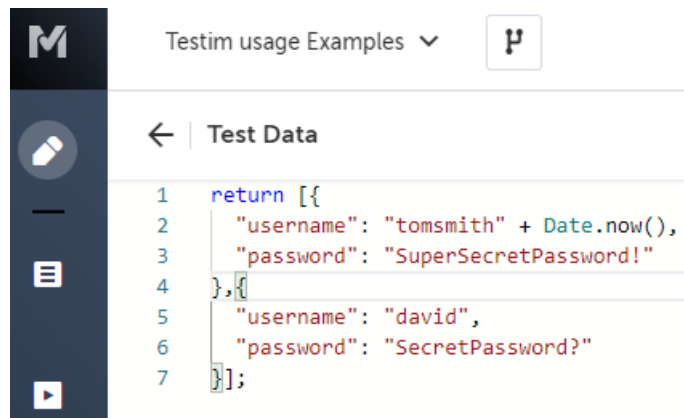 Testim usage Examples
Test Data
1 return [{
2 "username": "tomsmith" + Date.now(),
3 "password": "SuperSecretPassword!"
4 },{
5 "username": "david",
6 "password": "SecretPassword?"
7 }];